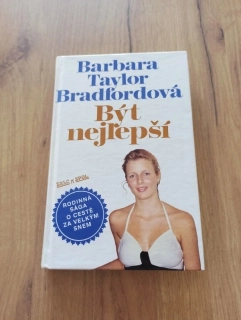 Barbara
Taylor
Bradfordová
Být
nejlepší
RODINNÁ
SÁGA
O CESTĚ
ZA VELKÝM
SNEM